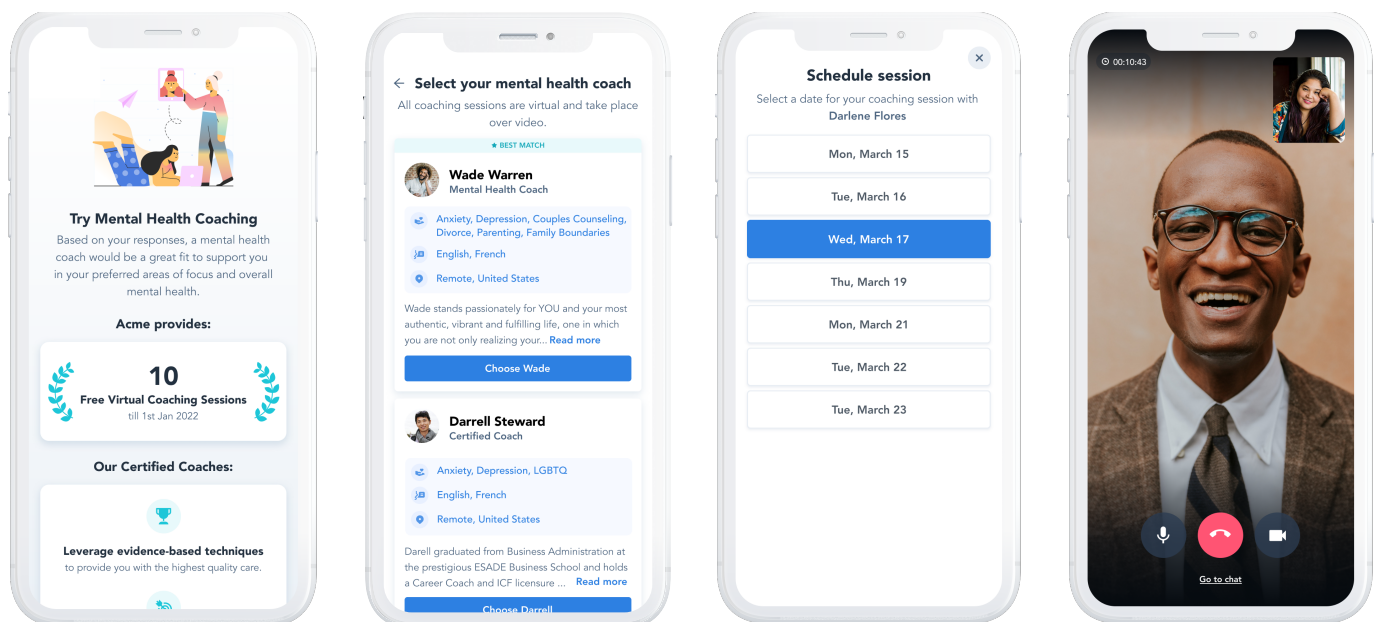 Try Mental Health Coaching
Based on your responses, a mental health
coach would be a great fit to support you
in your preferred areas of focus and overall
mental health.
Acme provides:
10
Free Virtual Coaching Sessions
till 1st Jan 2022
Our Certified Coaches:
Leverage evidence-based techniques
to provide you with the highest quality care.
Select your mental health coach
All coaching sessions are virtual and take place
over video.
BEST MATCH
Wade Warren
Mental Health Coach
Anxiety, Depression, Couples Counseling,
Divorce, Parenting, Family Boundaries
English, French
Remote, United States
Wade stands passionately for YOU and your most
authentic, vibrant and fulfilling life, one in which
you are not only realizing your... Read more
Choose Wade
Darrell Steward
Certified Coach
Anxiety, Depression, LGBTQ
English, French
Remote, United States
Darell graduated from Business Administration at
the prestigious ESADE Business School and holds
a Career Coach and ICF licensure ... Read more
Choose Darrell
Schedule session
Select a date for your coaching session with
Darlene Flores
Mon, March 15
Tue, March 16
Wed, March 17
Thu, March 19
Mon, March 21
Tue, March 22
Tue, March 23
00:10:43
Go to chat